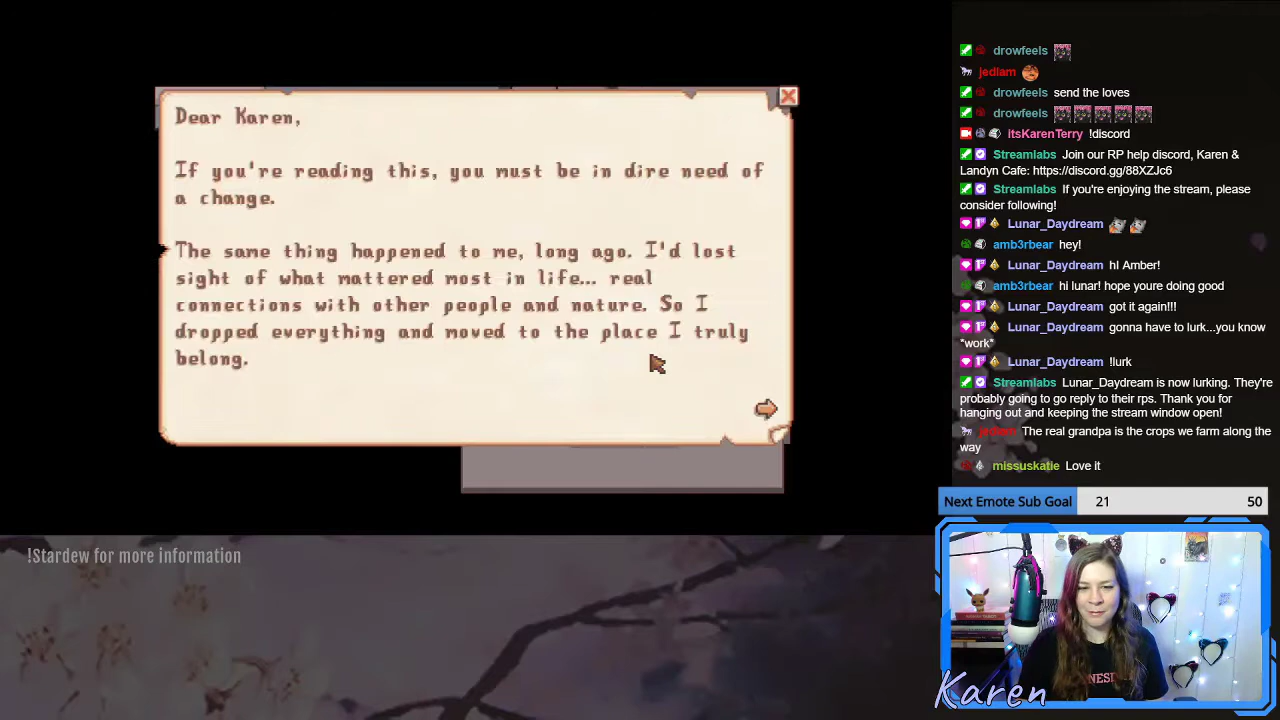 Dear Karen,
If you're reading this, you must be in dire need of
a change.
The same thing happened to me, long ago. I'd lost
sight of what mattered most in life... real
connections with other people and nature. So I
dropped everything and moved to the place I truly
belong.
!Stardew for more information
drowfeels
jedlam
drowfeels send the loves
drowfeels
itsKarenTerry !discord
Streamlabs Join our RP help discord, Karen &
Landyn Cafe: https://discord.gg/88XZJc6
Streamlabs If you're enjoying the stream, please
consider following!
Lunar_Daydream
amb3rbear hey!
Lunar_Daydream hI Amber!
amb3rbear hi lunar! hope youre doing good
Lunar_Daydream got it again!!!
Lunar_Daydream gonna have to lurk...you know
*work*
Lunar_Daydream !lurk
Streamlabs Lunar_Daydream is now lurking. They're
probably going to go reply to their rps. Thank you for
hanging out and keeping the stream window open!
jedlam The real grandpa is the crops we farm along the
way
missuskatie Love it
Next Emote Sub Goal 21 50
Karen